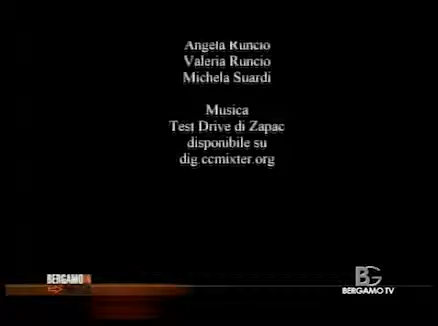 Angela Runcio
Valeria Runcio
Michela Suardi
Musica
Test Drive di Zapac
disponibile su
dig.ccmixter.org
BERGAMO
BG
BERGAMO TV